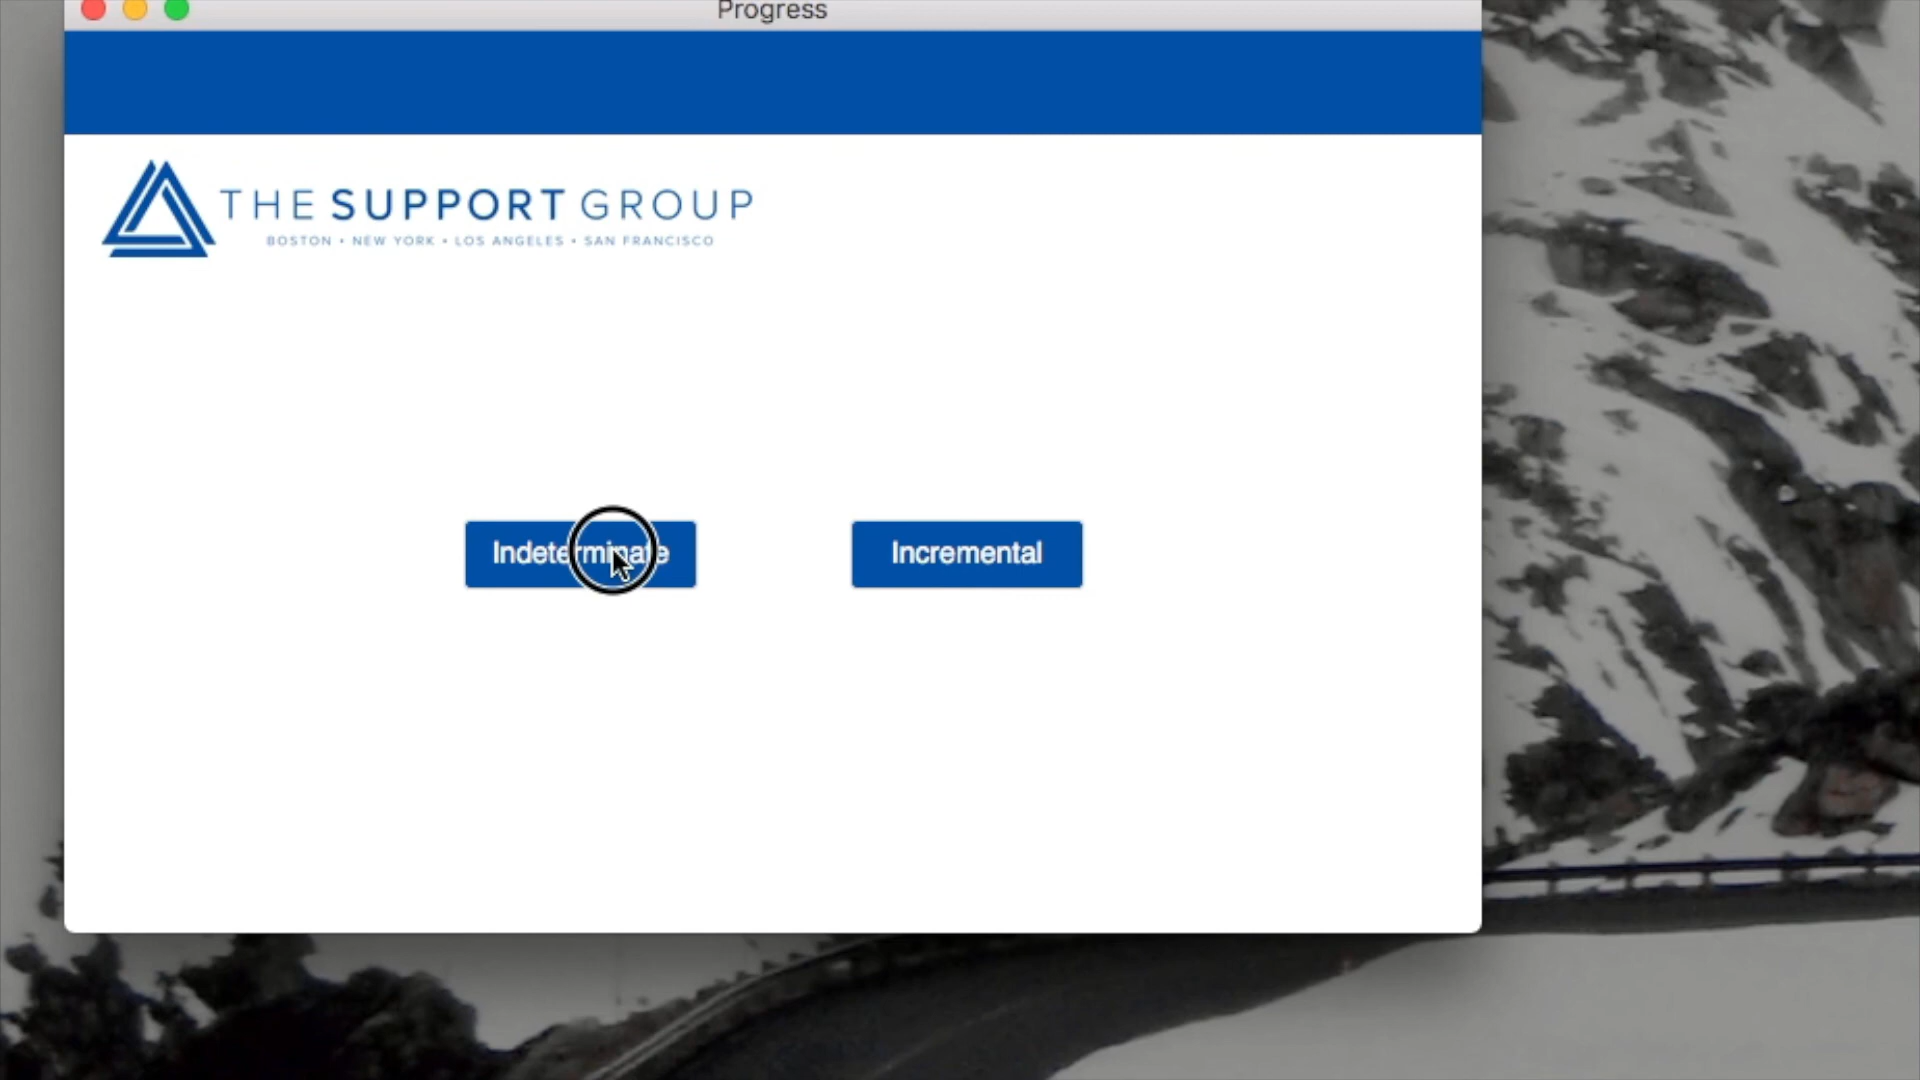 Progress
THE SUPPORT GROUP
BOSTON • NEW YORK • LOS ANGELES • SAN FRANCISCO
Indeterminate
Incremental